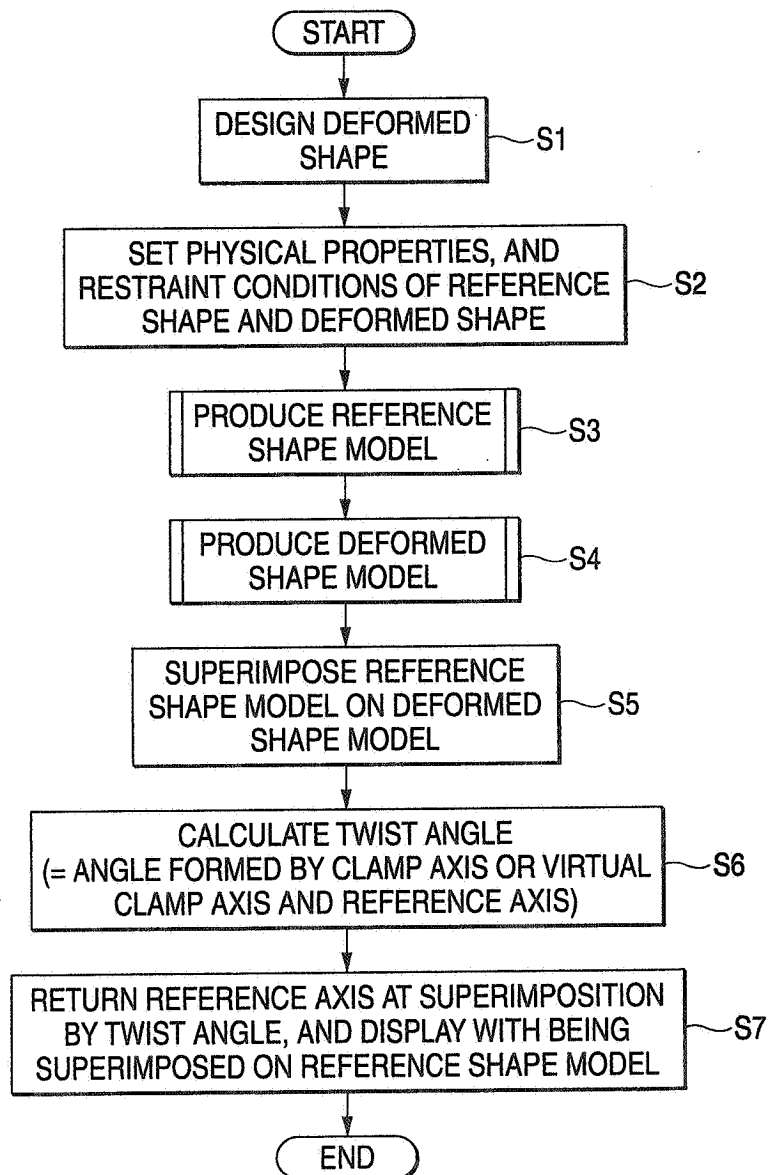 START
DESIGN DEFORMED
SHAPE
S1
SET PHYSICAL PROPERTIES, AND
RESTRAINT CONDITIONS OF REFERENCE
SHAPE AND DEFORMED SHAPE
S2
PRODUCE REFERENCE
SHAPE MODEL
S3
PRODUCE DEFORMED
SHAPE MODEL
S4
SUPERIMPOSE REFERENCE
SHAPE MODEL ON DEFORMED
SHAPE MODEL
S5
CALCULATE TWIST ANGLE
(= ANGLE FORMED BY CLAMP AXIS OR VIRTUAL
CLAMP AXIS AND REFERENCE AXIS)
S6
RETURN REFERENCE AXIS AT SUPERIMPOSITION
BY TWIST ANGLE, AND DISPLAY WITH BEING
SUPERIMPOSED ON REFERENCE SHAPE MODEL
S7
END